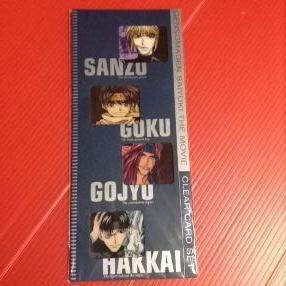 SANZO
GOKU
GOJYO
HAKKAI
GENSOMADEN SAIYUKI THE MOVIE
CLEAR CARD SET